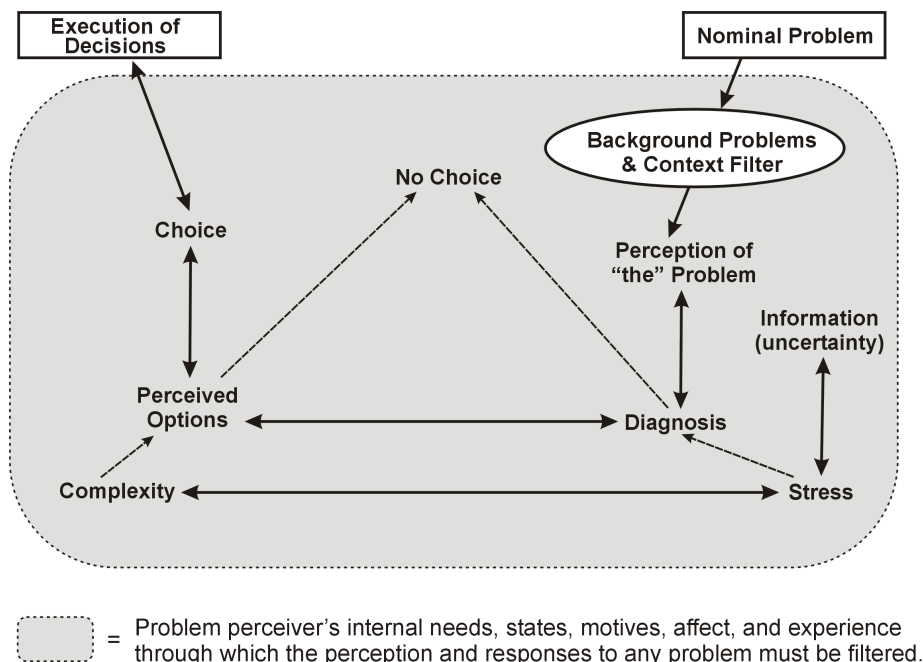 Execution of
Decisions
Nominal Problem
Background Problems
& Context Filter
No Choice
Choice
Perception of
“the” Problem
Information
(uncertainty)
Perceived
Options
Diagnosis
Complexity
Stress
= Problem perceiver’s internal needs, states, motives, affect, and experience
through which the perception and responses to any problem must be filtered.